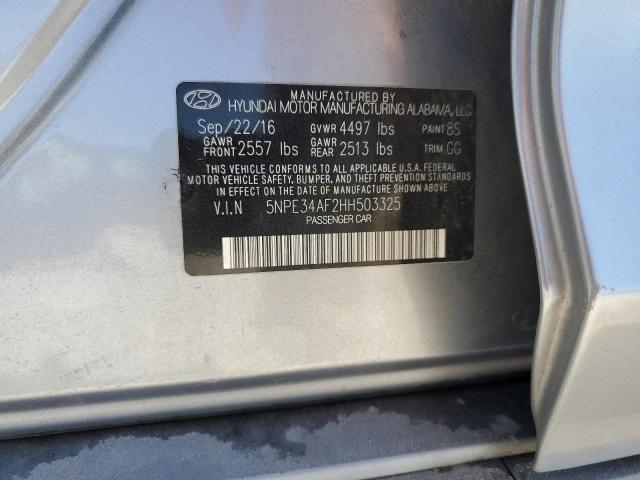 MANUFACTURED BY
HYUNDAI MOTOR MANUFACTURING ALABAMA, LLC
Sep/22/16 GVWR 4497 lbs PAINT 8S
GAWR FRONT 2557 lbs GAWR REAR 2513 lbs TRIM GG
THIS VEHICLE CONFORMS TO ALL APPLICABLE U.S.A. FEDERAL
MOTOR VEHICLE SAFETY, BUMPER, AND THEFT PREVENTION STANDARDS
IN EFFECT ON THE DATE OF MANUFACTURE SHOWN ABOVE.
V.I.N 5NPE34AF2HH503325
PASSENGER CAR